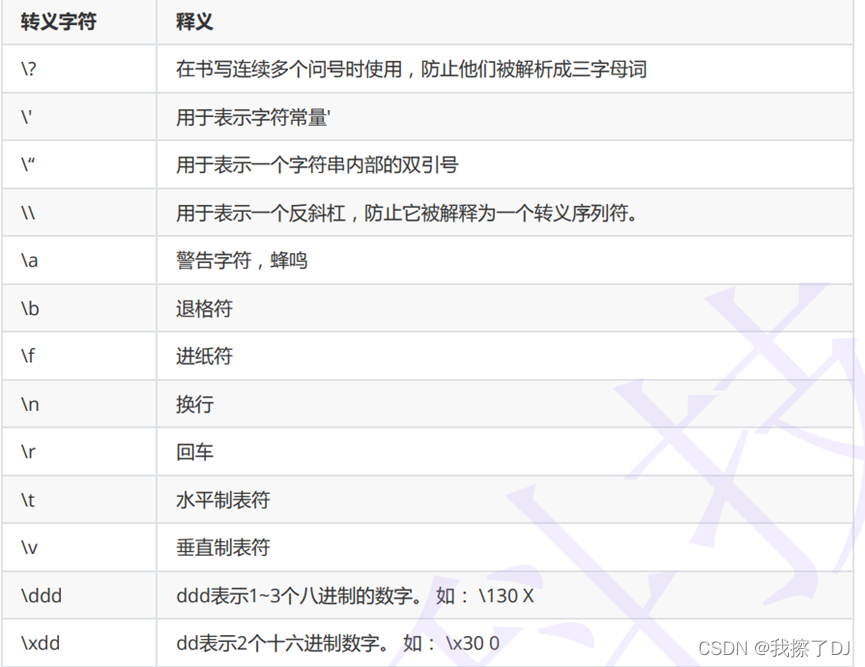 转义字符 释义
\? 在书写连续多个问号时使用，防止他们被解析成三字母词
\' 用于表示字符常量'
\“ 用于表示一个字符串内部的双引号
\\ 用于表示一个反斜杠，防止它被解释为一个转义序列符。
\a 警告字符，蜂鸣
\b 退格符
\f 进纸符
\n 换行
\r 回车
\t 水平制表符
\v 垂直制表符
\ddd ddd表示1~3个八进制的数字。 如： \130 X
\xdd dd表示2个十六进制数字。 如： \x30 0
科技
CSDN @我擦了DJ